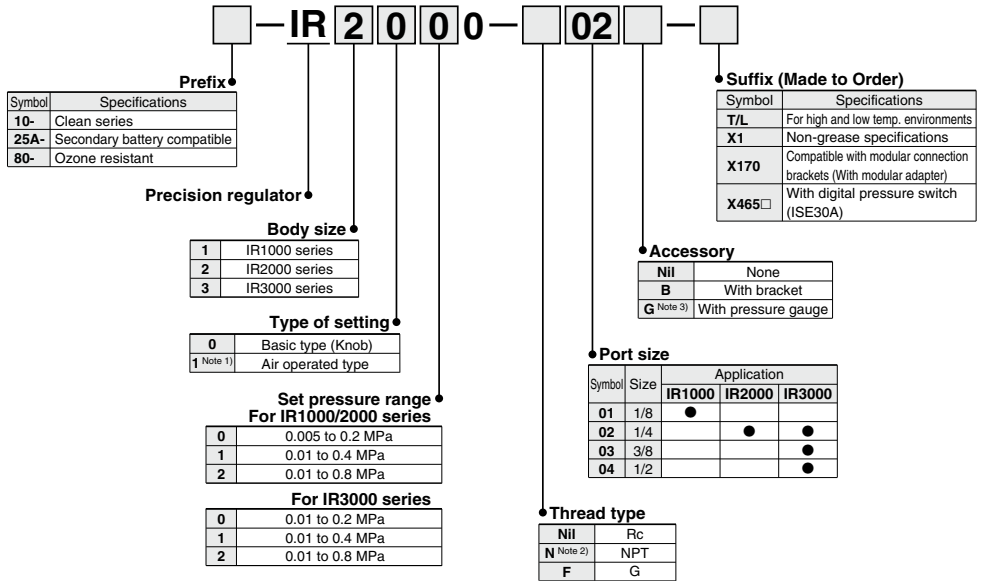 — IR 2 0 0 0 — 02 —
Prefix
Symbol Specifications
10- Clean series
25A- Secondary battery compatible
80- Ozone resistant
Precision regulator
Body size
1 IR1000 series
2 IR2000 series
3 IR3000 series
Type of setting
0 Basic type (Knob)
1 Note 1) Air operated type
Set pressure range
For IR1000/2000 series
0 0.005 to 0.2 MPa
1 0.01 to 0.4 MPa
2 0.01 to 0.8 MPa
For IR3000 series
0 0.01 to 0.2 MPa
1 0.01 to 0.4 MPa
2 0.01 to 0.8 MPa
Suffix (Made to Order)
Symbol Specifications
T/L For high and low temp. environments
X1 Non-grease specifications
X170 Compatible with modular connection
brackets (With modular adapter)
X465□ With digital pressure switch
(ISE30A)
Accessory
Nil None
B With bracket
G Note 3) With pressure gauge
Port size
Symbol Size Application
IR1000 IR2000 IR3000
01 1/8 ●
02 1/4 ● ●
03 3/8 ●
04 1/2 ●
Thread type
Nil Rc
N Note 2) NPT
F G